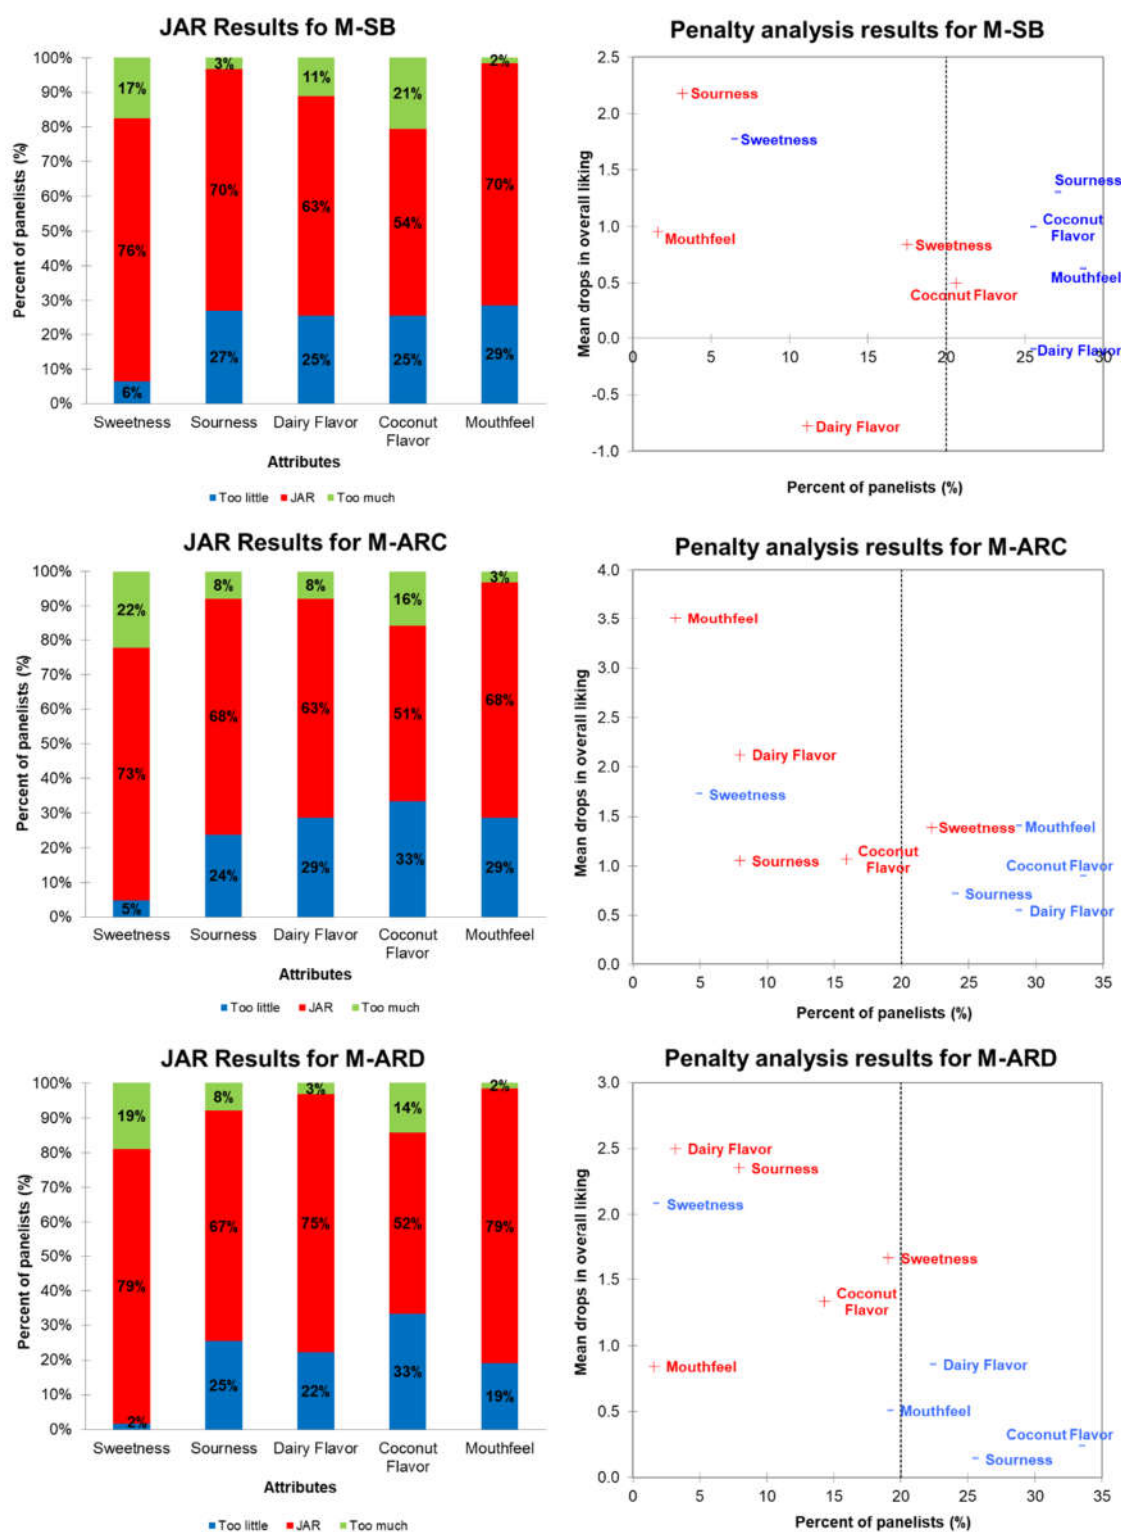 JAR Results fo M-SB
100%
90%
80%
70%
60%
50%
40%
30%
20%
10%
0%
Percent of panelists (%)
17%
76%
6%
3%
70%
27%
11%
63%
25%
21%
54%
25%
2%
70%
29%
Sweetness
Sourness
Dairy Flavor
Coconut
Flavor
Mouthfeel
Attributes
Too little
JAR
Too much
Penalty analysis results for M-SB
2.5
2.0
1.5
1.0
0.5
0.0
-0.5
-1.0
Mean drops in overall liking
Sourness
Sweetness
Sourness
Coconut
Flavor
Mouthfeel
Sweetness
Mouthfeel
Coconut Flavor
Dairy Flavor
Dairy Flavor
0
5
10
15
20
25
30
Percent of panelists (%)
JAR Results for M-ARC
100%
90%
80%
70%
60%
50%
40%
30%
20%
10%
0%
Percent of panelists (%)
22%
73%
5%
8%
68%
24%
8%
63%
29%
16%
51%
33%
3%
68%
29%
Sweetness
Sourness
Dairy Flavor
Coconut
Flavor
Mouthfeel
Attributes
Too little
JAR
Too much
Penalty analysis results for M-ARC
4.0
3.5
3.0
2.5
2.0
1.5
1.0
0.5
0.0
Mean drops in overall liking
Mouthfeel
Dairy Flavor
Sweetness
Sweetness
Mouthfeel
Sourness
Coconut
Flavor
Coconut Flavor
Sourness
Dairy Flavor
0
5
10
15
20
25
30
35
Percent of panelists (%)
JAR Results for M-ARD
100%
90%
80%
70%
60%
50%
40%
30%
20%
10%
0%
Percent of panelists (%)
19%
79%
2%
8%
67%
25%
3%
75%
22%
14%
52%
33%
2%
79%
19%
Sweetness
Sourness
Dairy Flavor
Coconut
Flavor
Mouthfeel
Attributes
Too little
JAR
Too much
Penalty analysis results for M-ARD
3.0
2.5
2.0
1.5
1.0
0.5
0.0
Mean drops in overall liking
Dairy Flavor
Sourness
Sweetness
Sweetness
Coconut
Flavor
Mouthfeel
Dairy Flavor
Mouthfeel
Coconut Flavor
Sourness
0
5
10
15
20
25
30
35
Percent of panelists (%)